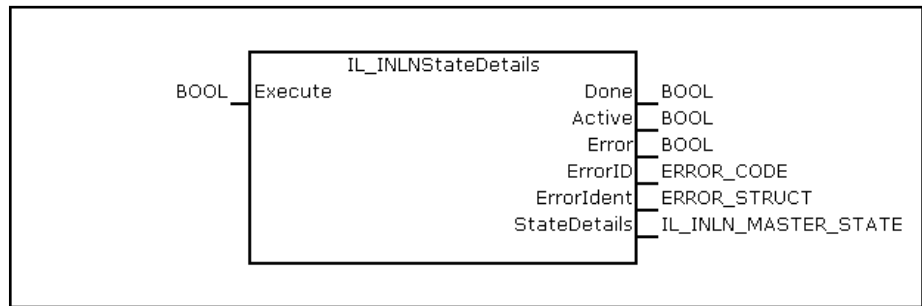 IL_INLNStateDetails
BOOL Execute Done BOOL
Active BOOL
Error BOOL
ErrorID ERROR_CODE
ErrorIdent ERROR_STRUCT
StateDetails IL_INLN_MASTER_STATE